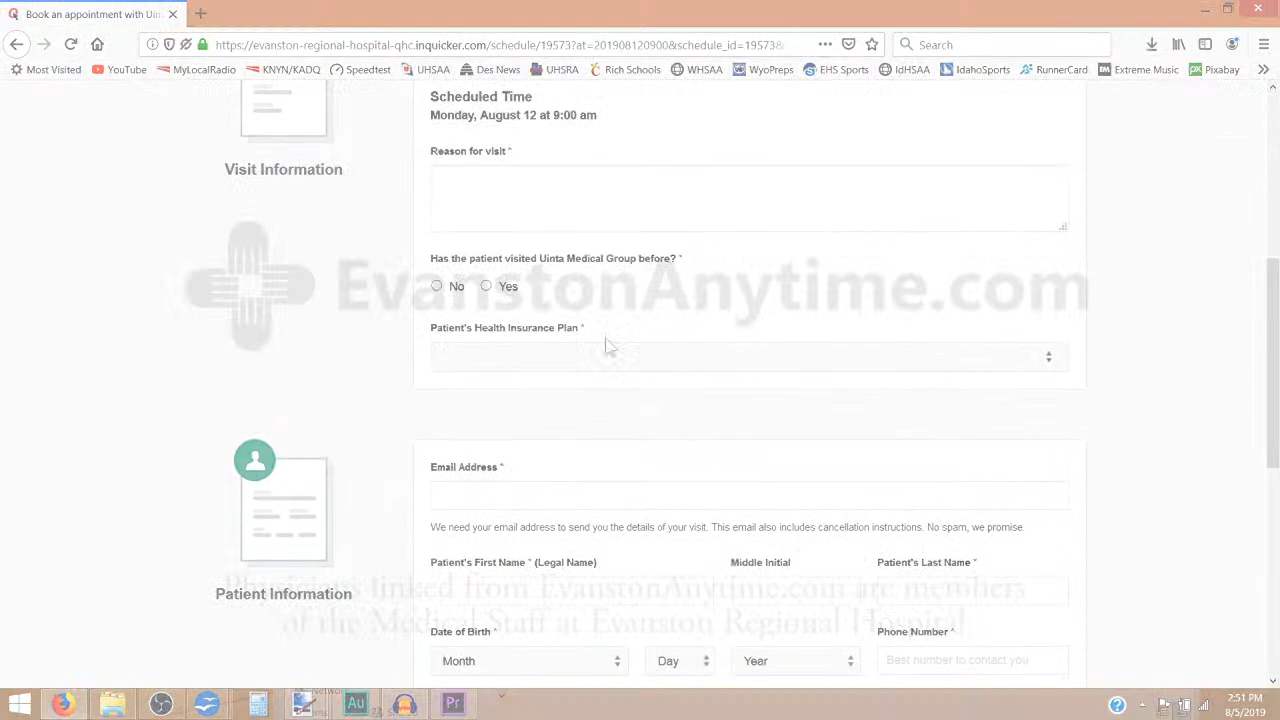 Book an appointment with Uin
https://evanston-regional-hospital-qhc.inquicker.com/schedule/
Search
Most Visited YouTube MyLocalRadio KNYN/KADQ Speedtest UHSAA Des News UHSFA Rich Schools WHSAA WyoPreps EHS Sports IdHSAA IdahoSports RunnerCard Extreme Music Pixabay
Scheduled Time
Monday, August 12 at 9:00 am
Reason for visit *
Visit Information
Has the patient visited Uinta Medical Group before? *
No Yes
EvanstonAnytime.com
Patient's Health Insurance Plan *
Email Address *
We need your email address to send you the details of your visit. This email also includes cancellation instructions. No spam, we promise.
Patient's First Name * (Legal Name) Middle Initial Patient's Last Name *
Physicians linked from EvanstonAnytime.com are members
Patient Information
of the Medical Staff at Evanston Regional Hospital
Date of Birth * Phone Number *
Month Day Year Best number to contact you
Au Pr
2:51 PM
8/5/2019